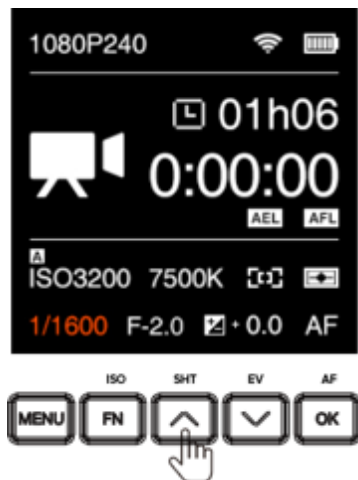 1080P240
01h06
0:00:00
AEL AFL
A
ISO3200 7500K
1/1600 F-2.0 + 0.0 AF
ISO SHT EV AF
MENU FN OK